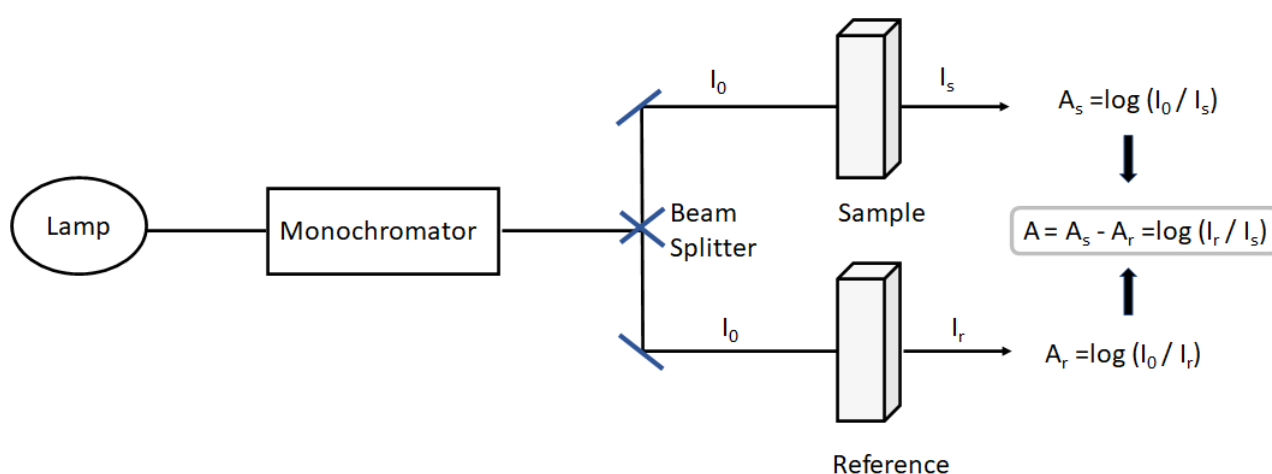 Lamp
Monochromator
Beam
Splitter
I₀
Iₛ
Sample
I₀
Iᵣ
Reference
Aₛ =log (I₀ / Iₛ)
A = Aₛ - Aᵣ =log (Iᵣ / Iₛ)
Aᵣ =log (I₀ / Iᵣ)